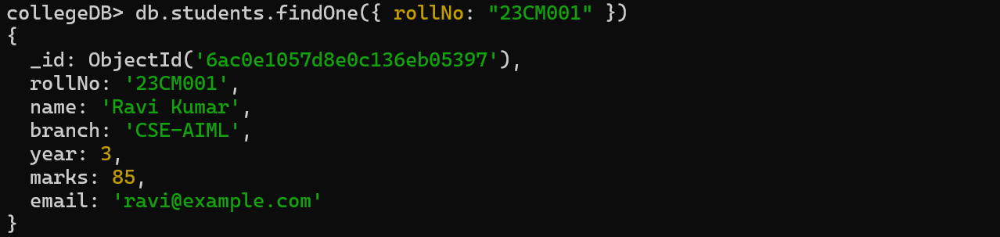 collegeDB> db.students.findOne({ rollNo: "23CM001" })
{
  _id: ObjectId('6ac0e1057d8e0c136eb05397'),
  rollNo: '23CM001',
  name: 'Ravi Kumar',
  branch: 'CSE-AIML',
  year: 3,
  marks: 85,
  email: 'ravi@example.com'
}